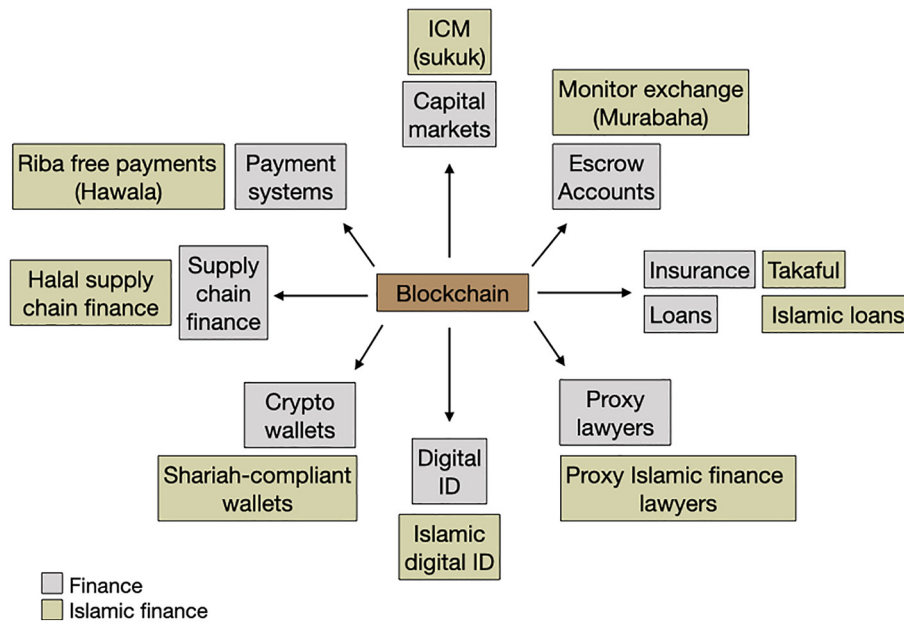 ICM
(sukuk)
Capital
markets
Monitor exchange
(Murabaha)
Escrow
Accounts
Riba free payments
(Hawala)
Payment
systems
Halal supply
chain finance
Supply
chain
finance
Blockchain
Insurance
Takaful
Loans
Islamic loans
Crypto
wallets
Shariah-compliant
wallets
Digital
ID
Islamic
digital ID
Proxy
lawyers
Proxy Islamic finance
lawyers
Finance
Islamic finance